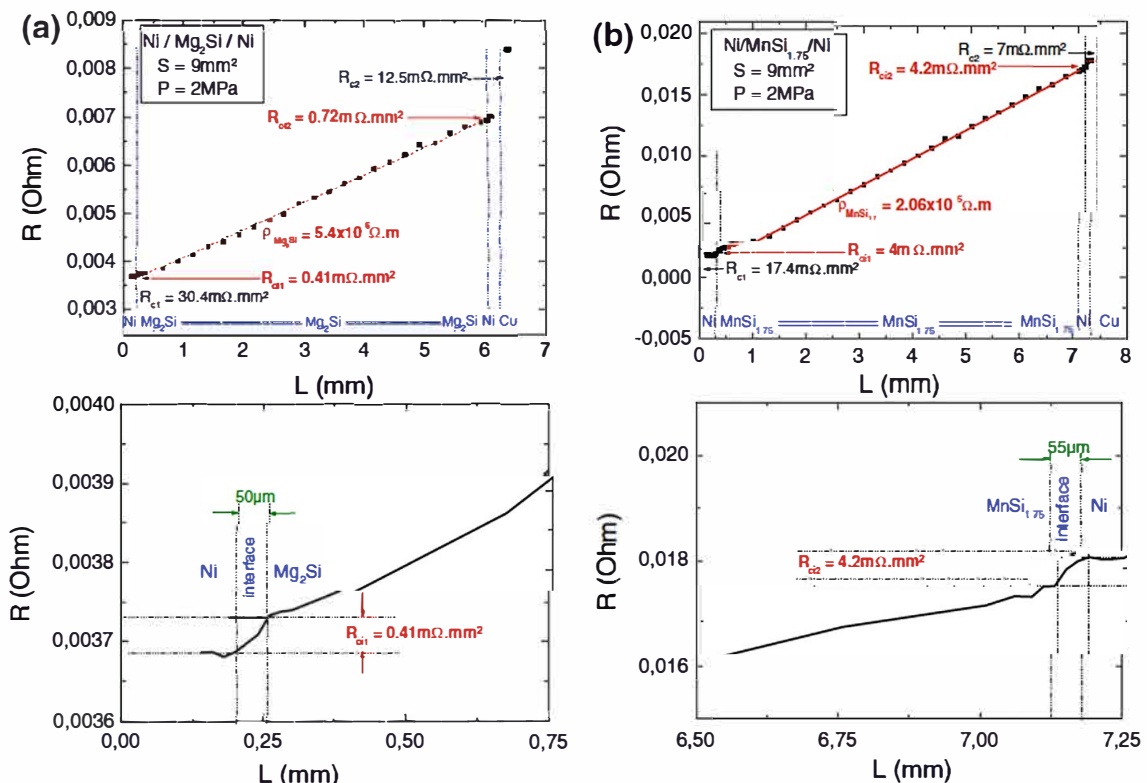 (a)
Ni / Mg2Si / Ni
S = 9mm²
P = 2MPa
Rc2 = 12.5mΩ.mm²
Rci2 = 0.72mΩ.mm²
ρMg2Si = 5.4x10⁻⁶Ω.m
Rci1 = 0.41mΩ.mm²
Rc1 = 30.4mΩ.mm²
Ni Mg2Si Mg2Si Mg2Si Ni Cu
0,008
0,007
0,006
0,005
0,004
0,003
R (Ohm)
0 1 2 3 4 5 6 7
L (mm)
(b)
Ni/MnSi1.75/Ni
S = 9mm²
P = 2MPa
Rc2 = 7mΩ.mm²
Rci2 = 4.2mΩ.mm²
ρMnSi1.7 = 2.06x10⁻⁵Ω.m
Rci1 = 4mΩ.mm²
Rc1 = 17.4mΩ.mm²
Ni MnSi1.75 MnSi1.75 MnSi1.75 Ni Cu
0,020
0,015
0,010
0,005
0,000
-0,005
R (Ohm)
0 1 2 3 4 5 6 7 8
L (mm)
0,0040
0,0039
0,0038
0,0037
0,0036
R (Ohm)
50µm
Ni
interface
Mg2Si
Rci1 = 0.41mΩ.mm²
0,00 0,25 0,50 0,75
L (mm)
0,020
0,018
0,016
R (Ohm)
55µm
MnSi1.75
interface
Ni
Rci2 = 4.2mΩ.mm²
6,50 6,75 7,00 7,25
L (mm)